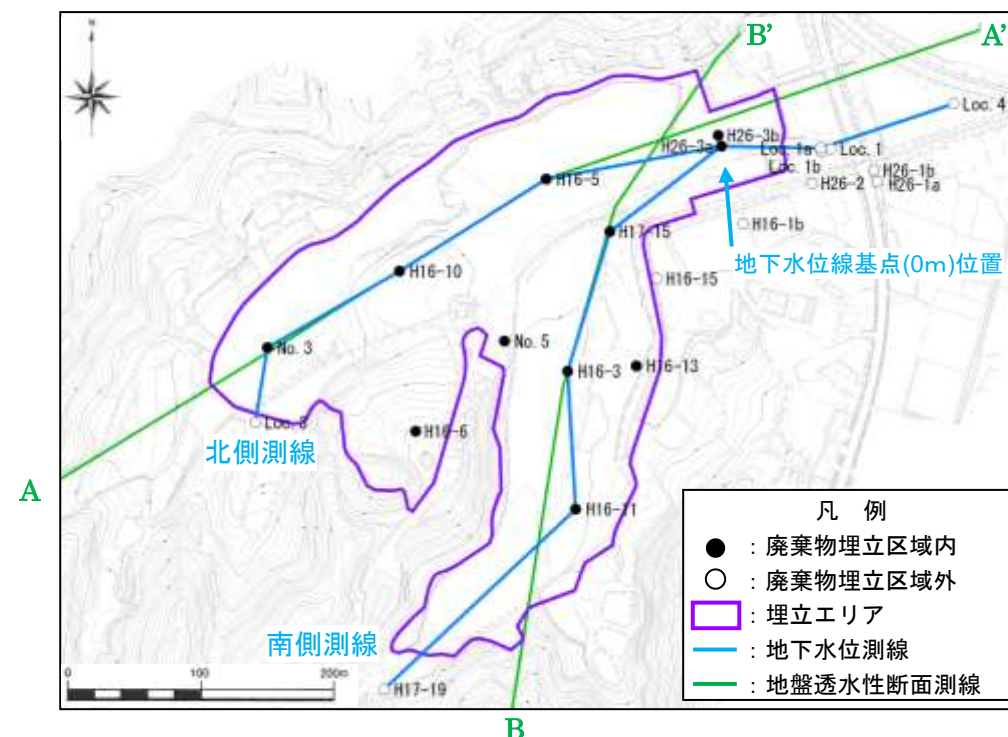 B'
A'
Loc. 4
H26-3b
H26-3a
Loc. 1a
Loc. 1
Loc. 1b
H26-1b
H26-2
H26-1a
H16-5
H17-15
H16-1b
地下水位線基点(0m)位置
H16-10
H16-15
No. 3
No. 5
H16-3
H16-13
Loc. 3
H16-6
北側測線
A
H16-11
南側測線
H17-19
0
100
200m
B
凡 例
：廃棄物埋立区域内
：廃棄物埋立区域外
：埋立エリア
：地下水位測線
：地盤透水性断面測線